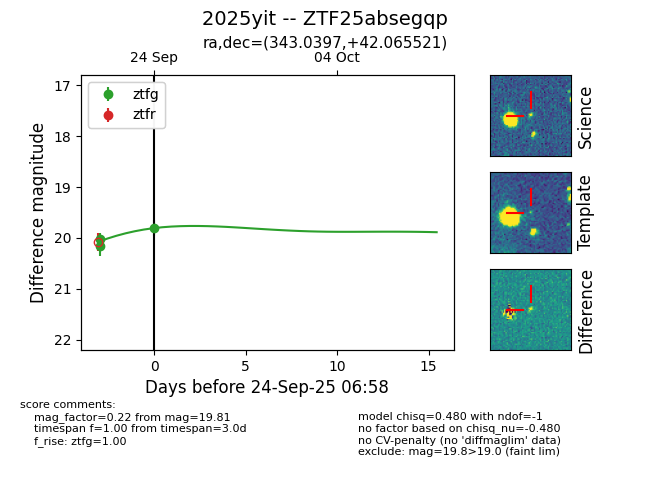 2025yit -- ZTF25absegqp
ra,dec=(343.0397,+42.065521)
24 Sep
04 Oct
ztfg
ztfr
17
18
19
20
21
22
Difference magnitude
0
5
10
15
Days before 24-Sep-25 06:58
Science
Template
Difference
score comments:
mag_factor=0.22 from mag=19.81
timespan f=1.00 from timespan=3.0d
f_rise: ztfg=1.00
model chisq=0.480 with ndof=-1
no factor based on chisq_nu=-0.480
no CV-penalty (no 'diffmaglim' data)
exclude: mag=19.8>19.0 (faint lim)